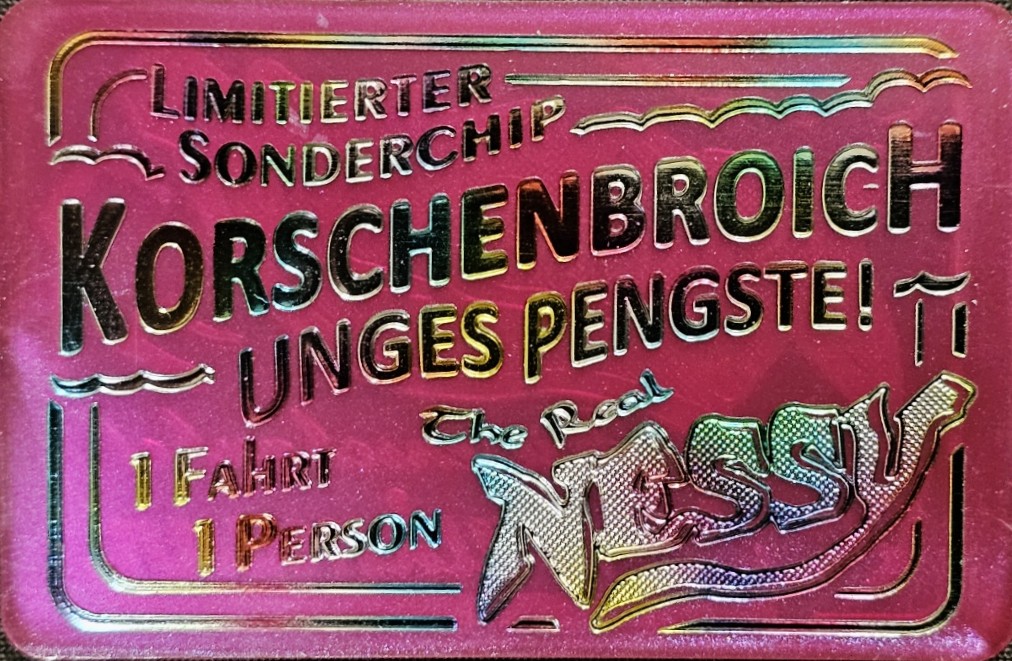 LIMITIERTER
SONDERCHIP
KORSCHENBROICH
UNGES PENGSTE!
1 FAHRT
1 PERSON
The Real
NESSY